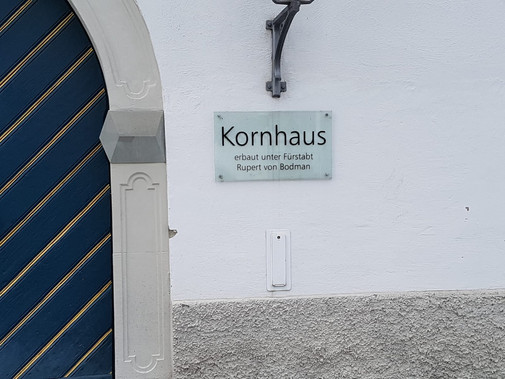 Kornhaus
erbaut unter Fürstabt
Rupert von Bodman